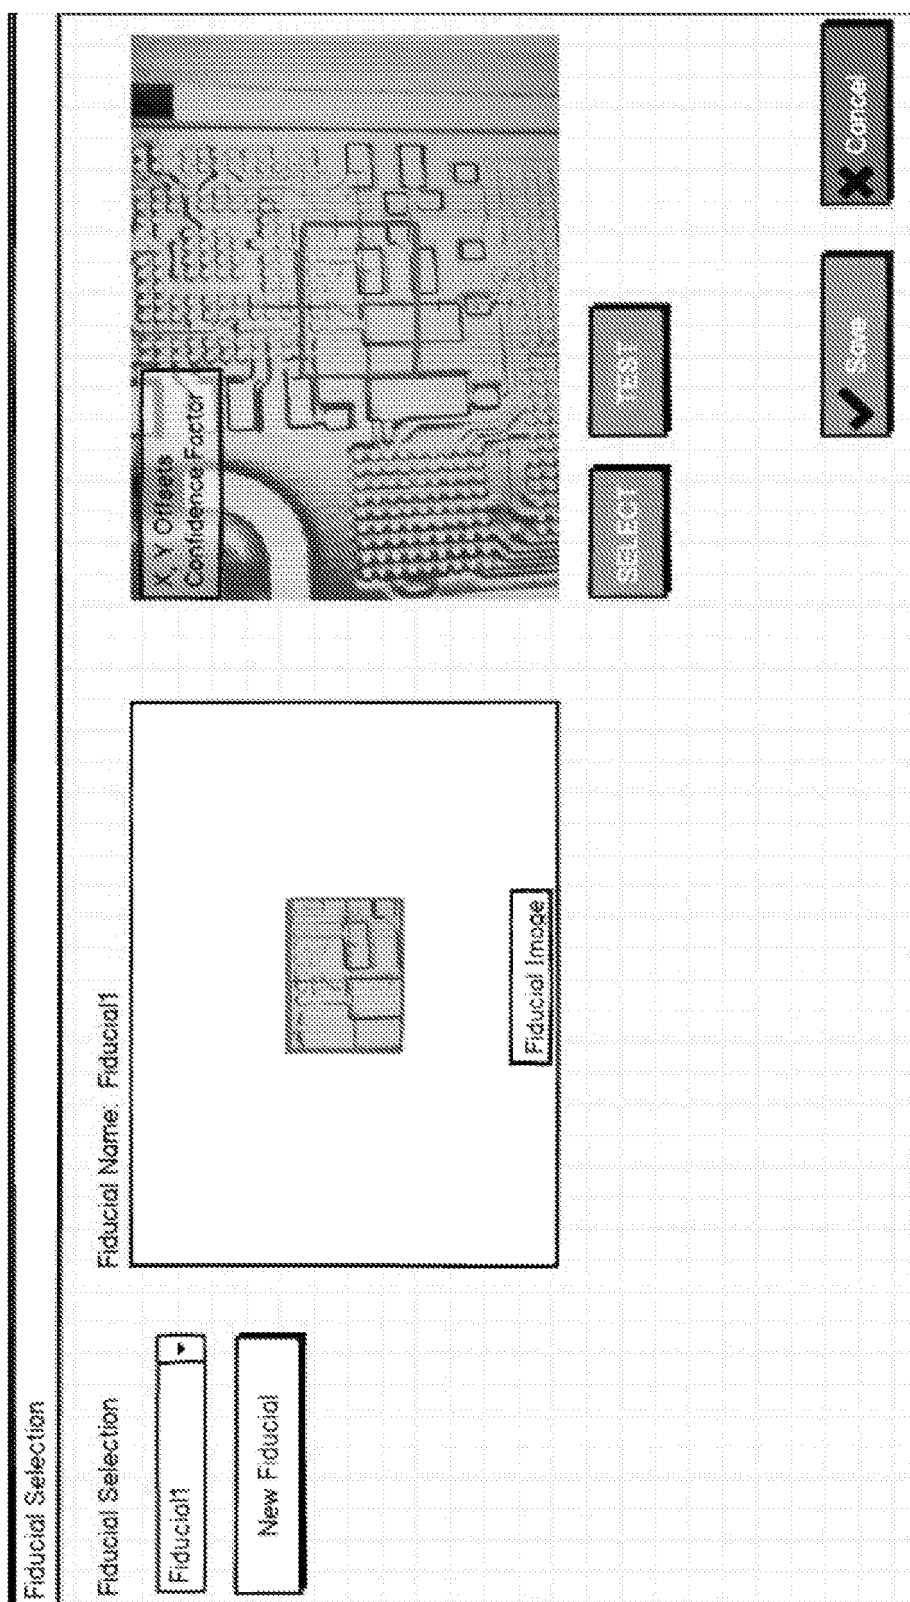 Fiducial Selection
Fiducial Selection
Fiducial1
New Fiducial
Fiducial Name: Fiducial1
Fiducial Image
X, Y Offsets
Confidence Factor
SELECT
TEST
Save
Cancel